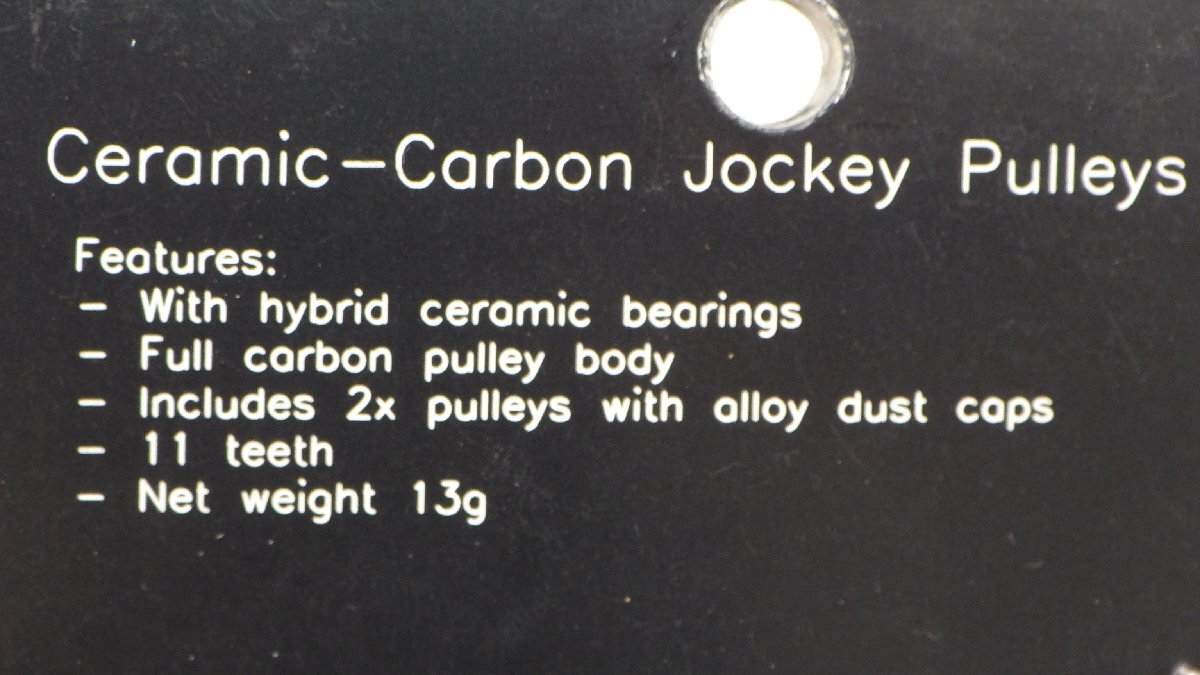 Ceramic-Carbon Jockey Pulleys
Features:
- With hybrid ceramic bearings
- Full carbon pulley body
- Includes 2x pulleys with alloy dust caps
- 11 teeth
- Net weight 13g